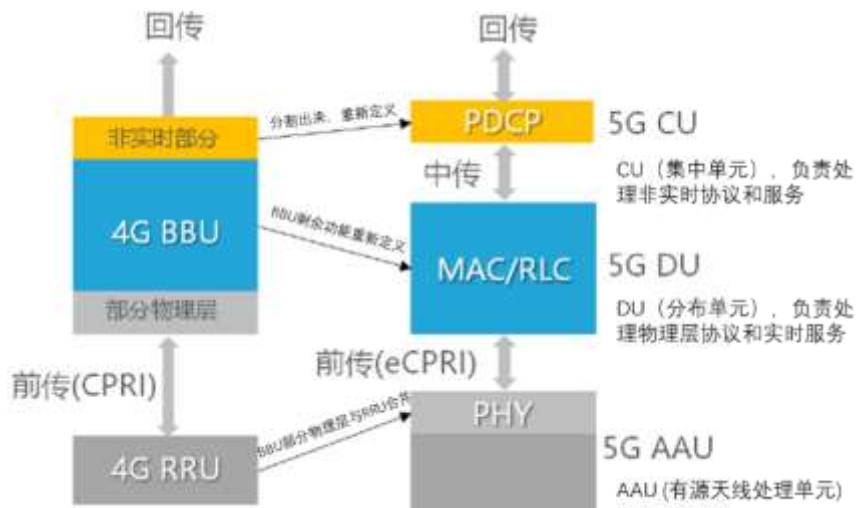 回传
回传
非实时部分
分割出来，重新定义
PDCP
5G CU
中传
CU（集中单元），负责处
理非实时协议和服务
4G BBU
BBU剩余功能重新定义
MAC/RLC
5G DU
部分物理层
DU（分布单元），负责处
理物理层协议和实时服务
前传(CPRI)
前传(eCPRI)
BBU部分物理层与RRU合并
PHY
4G RRU
5G AAU
AAU (有源天线处理单元)